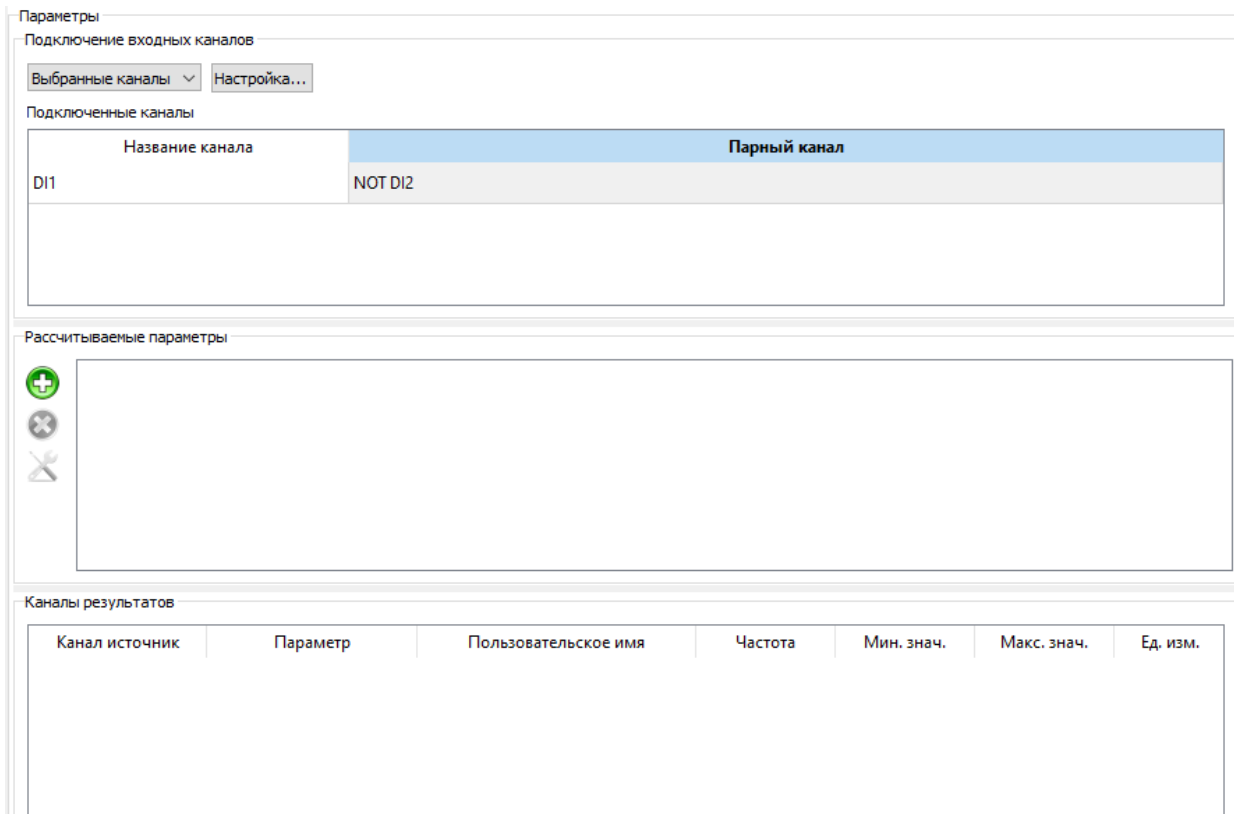 Параметры
Подключение входных каналов
Выбранные каналы Настройка...
Подключенные каналы
Название канала Парный канал
DI1 NOT DI2
Рассчитываемые параметры
Каналы результатов
Канал источник Параметр Пользовательское имя Частота Мин. знач. Макс. знач. Ед. изм.